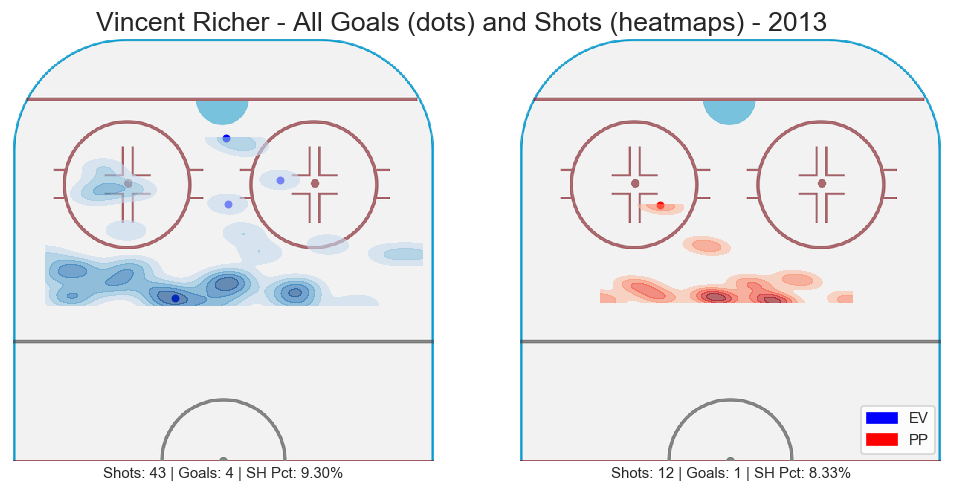 Vincent Richer - All Goals (dots) and Shots (heatmaps) - 2013
EV
PP
Shots: 43 | Goals: 4 | SH Pct: 9.30%
Shots: 12 | Goals: 1 | SH Pct: 8.33%